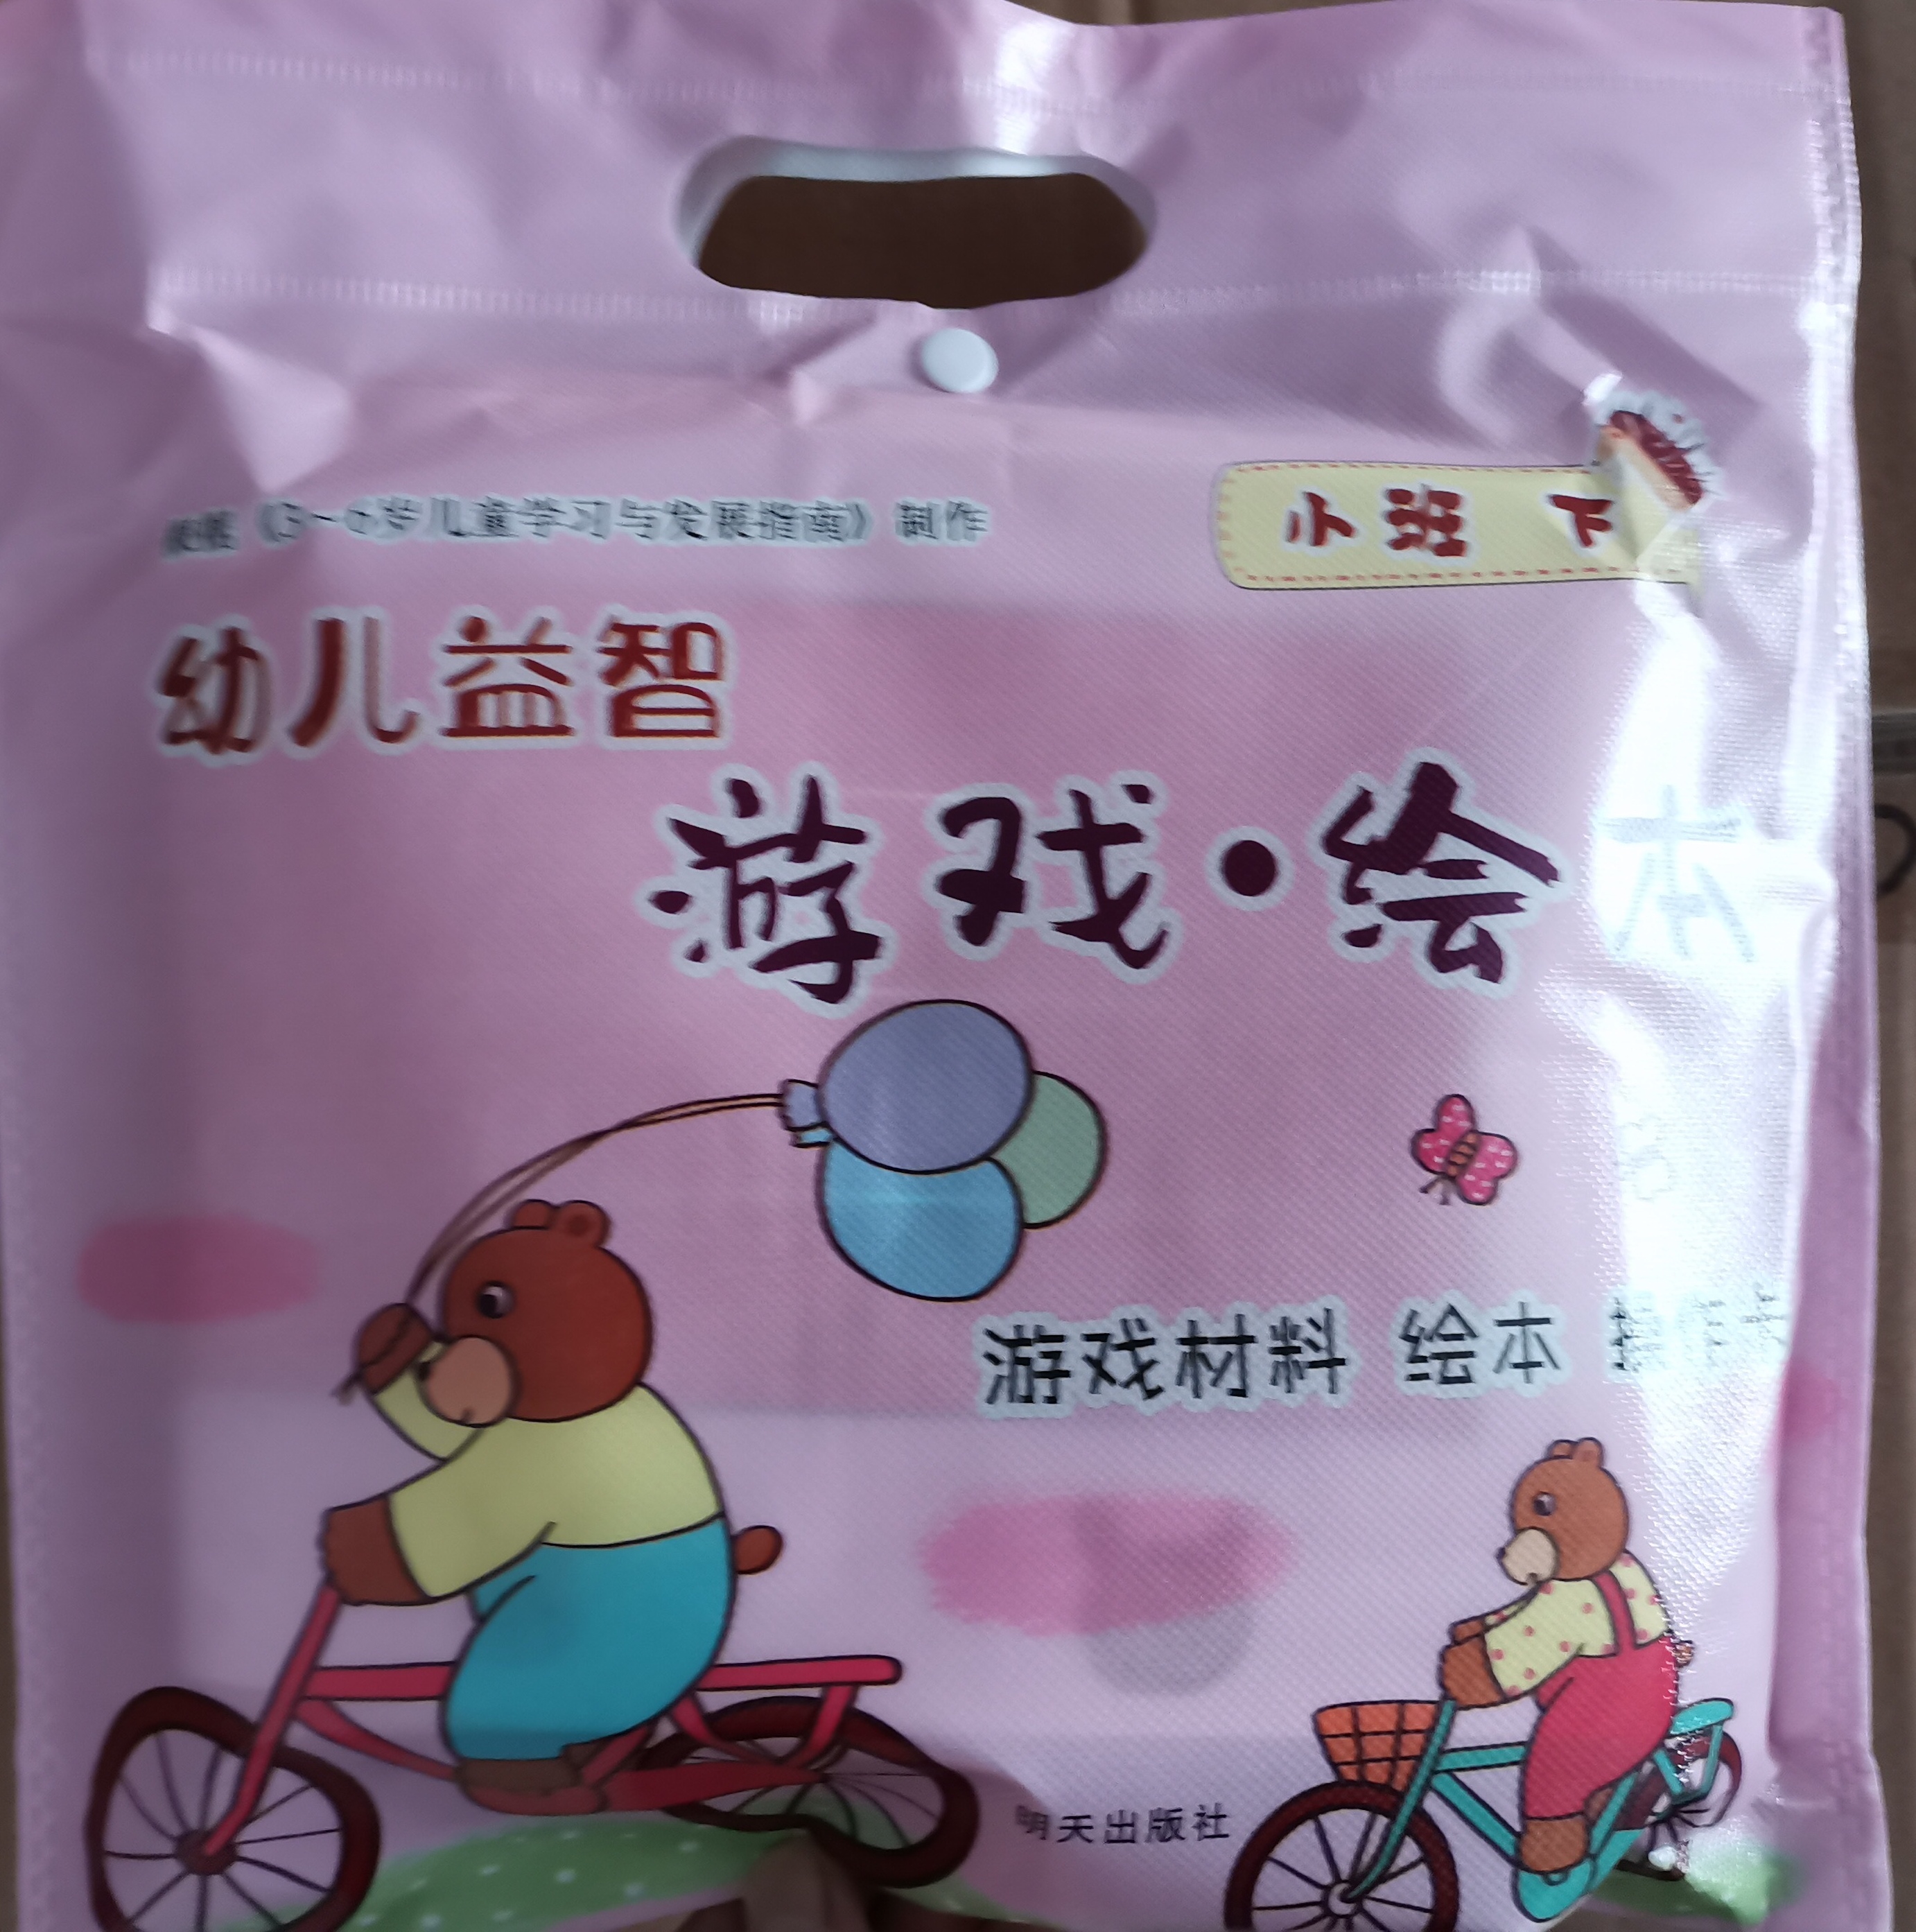 依据《3~6岁儿童学习与发展指南》制作
小班 下
幼儿益智
游戏·绘本
游戏材料 绘本
明天出版社